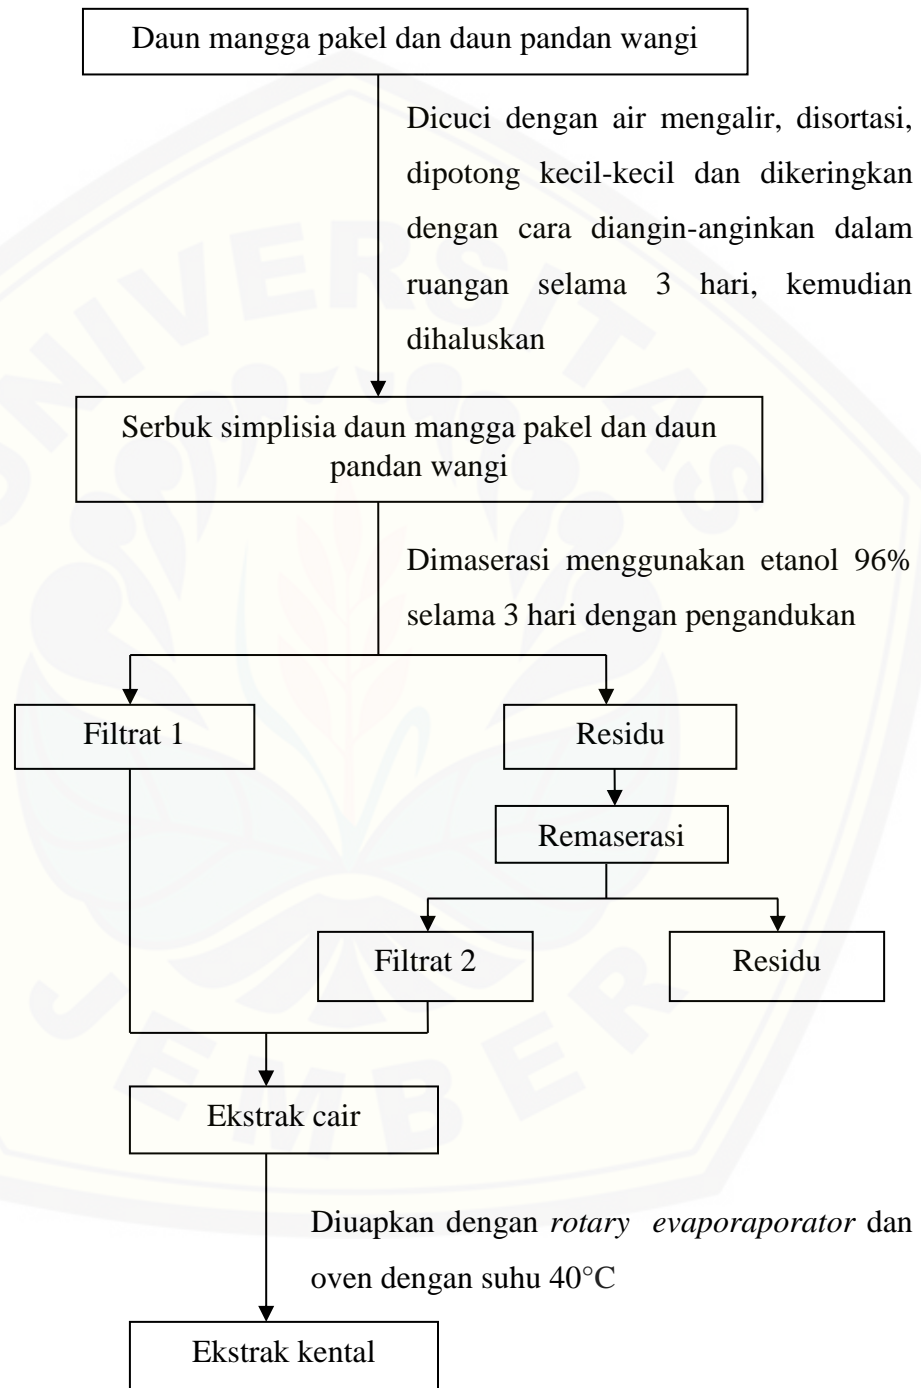 Daun mangga pakel dan daun pandan wangi
Dicuci dengan air mengalir, disortasi,
dipotong kecil-kecil dan dikeringkan
dengan cara diangin-anginkan dalam
ruangan selama 3 hari, kemudian
dihaluskan
Serbuk simplisia daun mangga pakel dan daun
pandan wangi
Dimaserasi menggunakan etanol 96%
selama 3 hari dengan pengandukan
Filtrat 1
Residu
Remaserasi
Filtrat 2
Residu
Ekstrak cair
Diuapkan dengan rotary evaporaporator dan
oven dengan suhu 40°C
Ekstrak kental
UNIVERSITAS
JEMBER